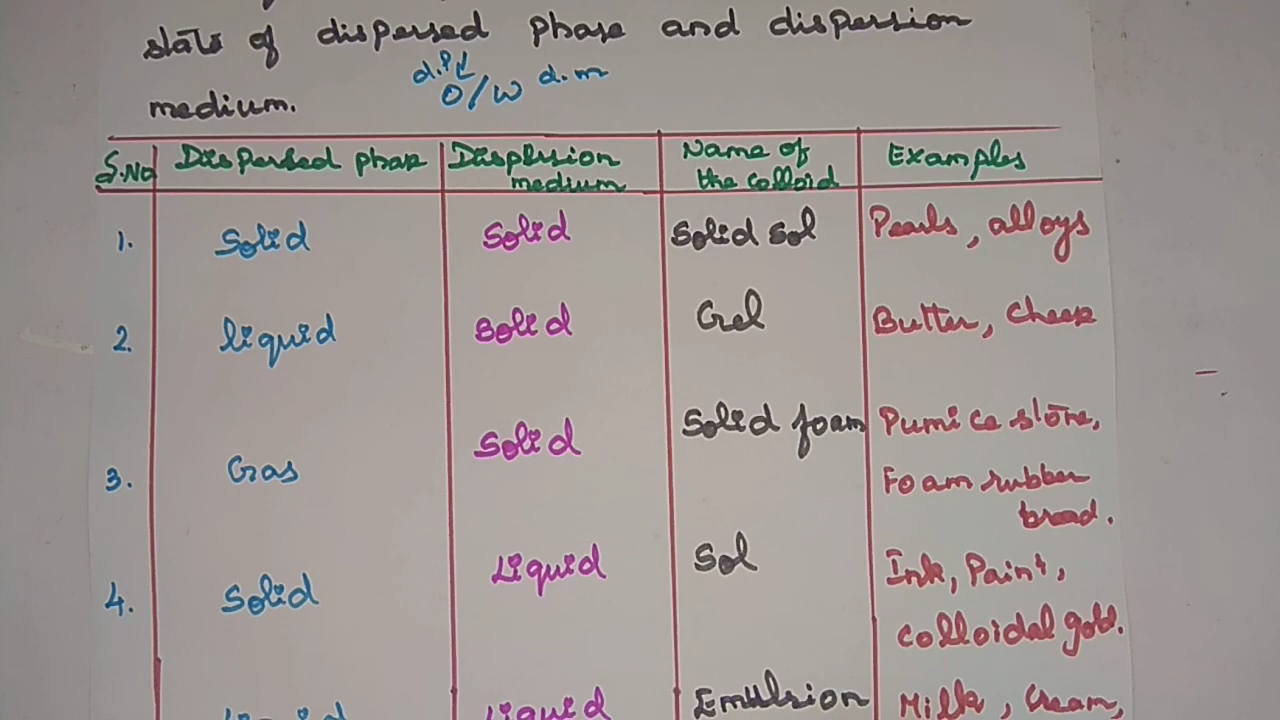 state of dispersed phase and dispersion
d.p d.m
O/W
medium.
S.No Dispersed phase Dispersion medium Name of the colloid Examples
1. Solid Solid Solid sol Pearls, alloys
2. liquid Solid Gel Butter, Cheese
3. Gas Solid Solid foam Pumice stone,
Foam rubber
bread.
4. Solid Liquid Sol Ink, Paint,
colloidal gold.
Liquid Liquid Emulsion Milk, Cream,